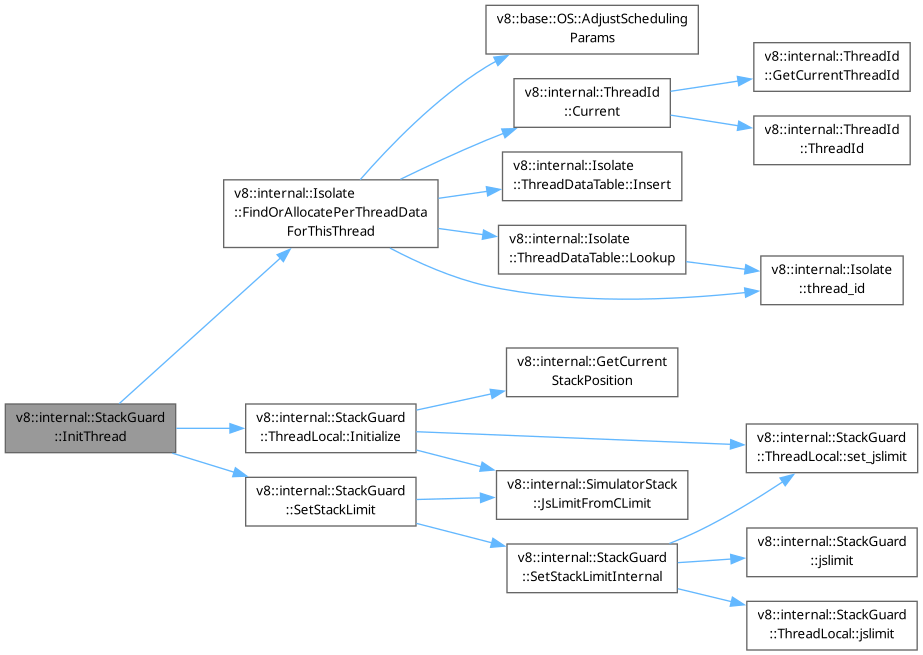 v8::base::OS::AdjustScheduling
Params
v8::internal::ThreadId
::GetCurrentThreadId
v8::internal::ThreadId
::Current
v8::internal::ThreadId
::ThreadId
v8::internal::Isolate
::ThreadDataTable::Insert
v8::internal::Isolate
::FindOrAllocatePerThreadData
ForThisThread
v8::internal::Isolate
::ThreadDataTable::Lookup
v8::internal::Isolate
::thread_id
v8::internal::GetCurrent
StackPosition
v8::internal::StackGuard
::InitThread
v8::internal::StackGuard
::ThreadLocal::Initialize
v8::internal::StackGuard
::ThreadLocal::set_jslimit
v8::internal::SimulatorStack
::JsLimitFromCLimit
v8::internal::StackGuard
::SetStackLimit
v8::internal::StackGuard
::SetStackLimitInternal
v8::internal::StackGuard
::jslimit
v8::internal::StackGuard
::ThreadLocal::jslimit